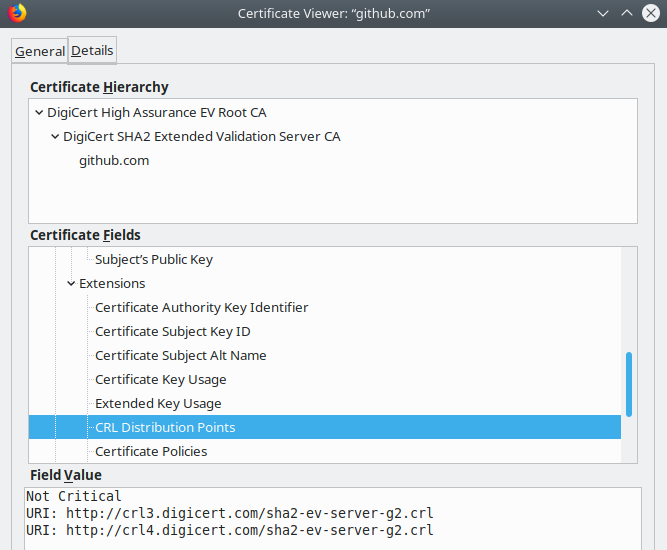 Certificate Viewer: “github.com”
General Details
Certificate Hierarchy
DigiCert High Assurance EV Root CA
DigiCert SHA2 Extended Validation Server CA
github.com
Certificate Fields
Subject’s Public Key
Extensions
Certificate Authority Key Identifier
Certificate Subject Key ID
Certificate Subject Alt Name
Certificate Key Usage
Extended Key Usage
CRL Distribution Points
Certificate Policies
Field Value
Not Critical
URI: http://crl3.digicert.com/sha2-ev-server-g2.crl
URI: http://crl4.digicert.com/sha2-ev-server-g2.crl